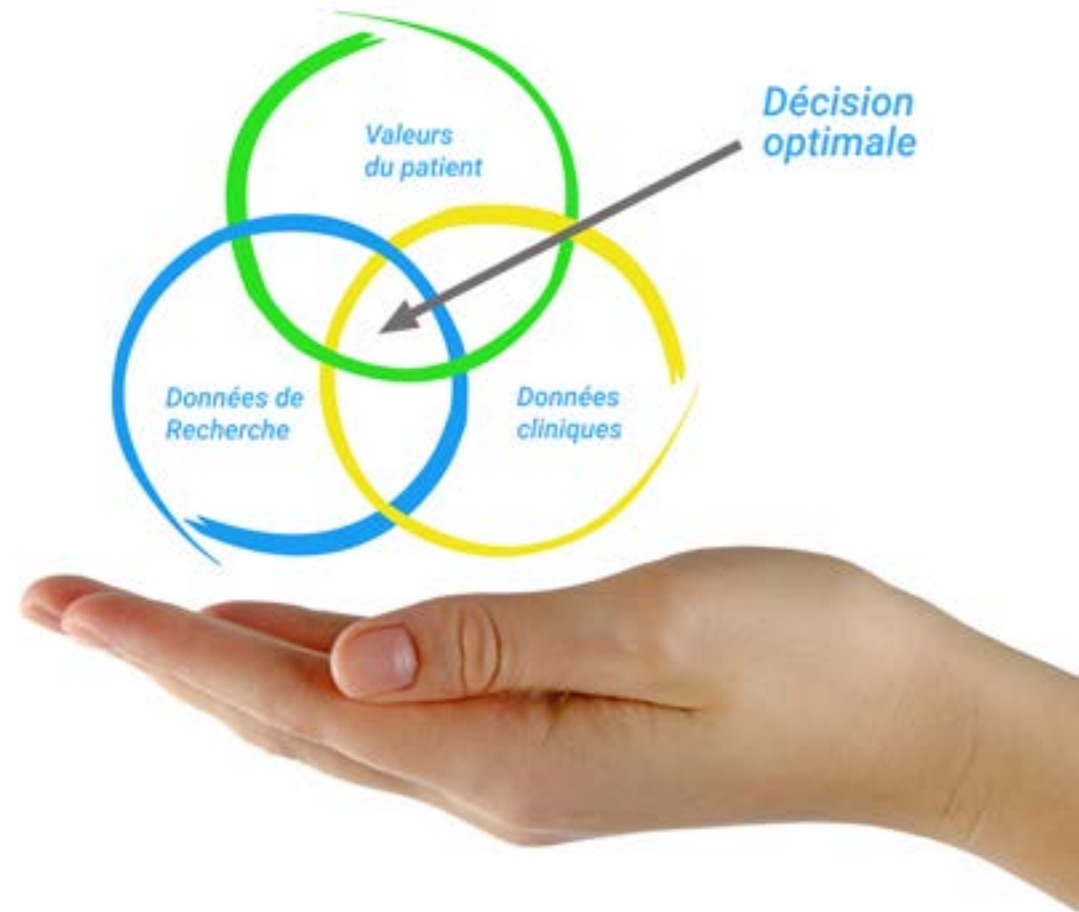 Décision
optimale
Valeurs
du patient
Données de
Recherche
Données
cliniques